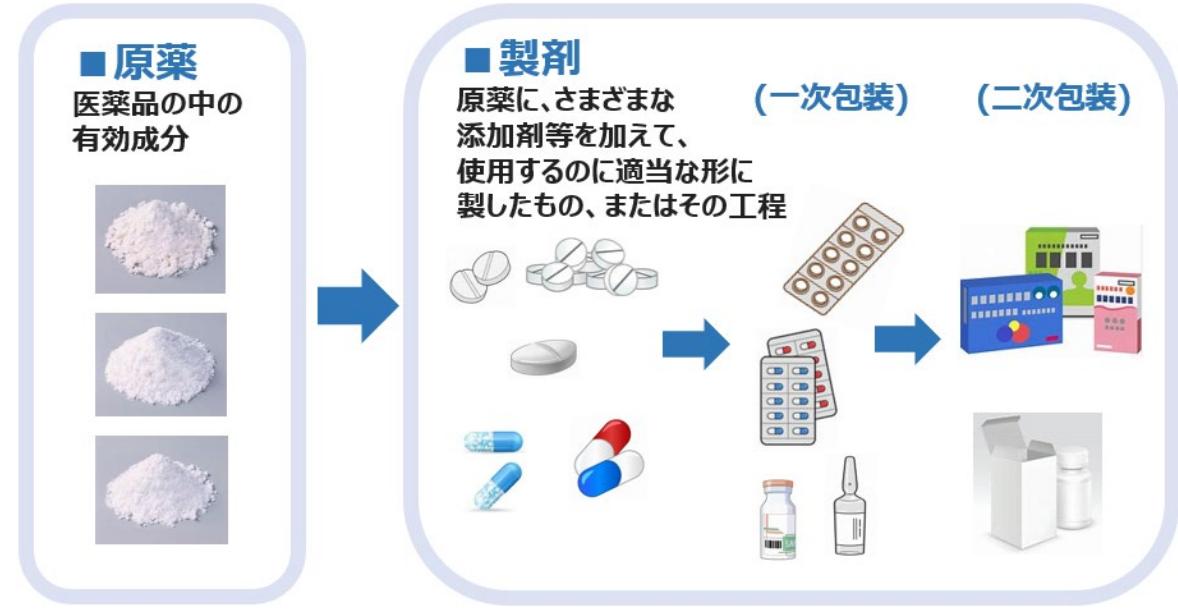 ■原薬
医薬品の中の
有効成分
■製剤
原薬に、さまざまな
添加剤等を加えて、
使用するのに適当な形に
製したもの、またはその工程
(一次包装)
(二次包装)